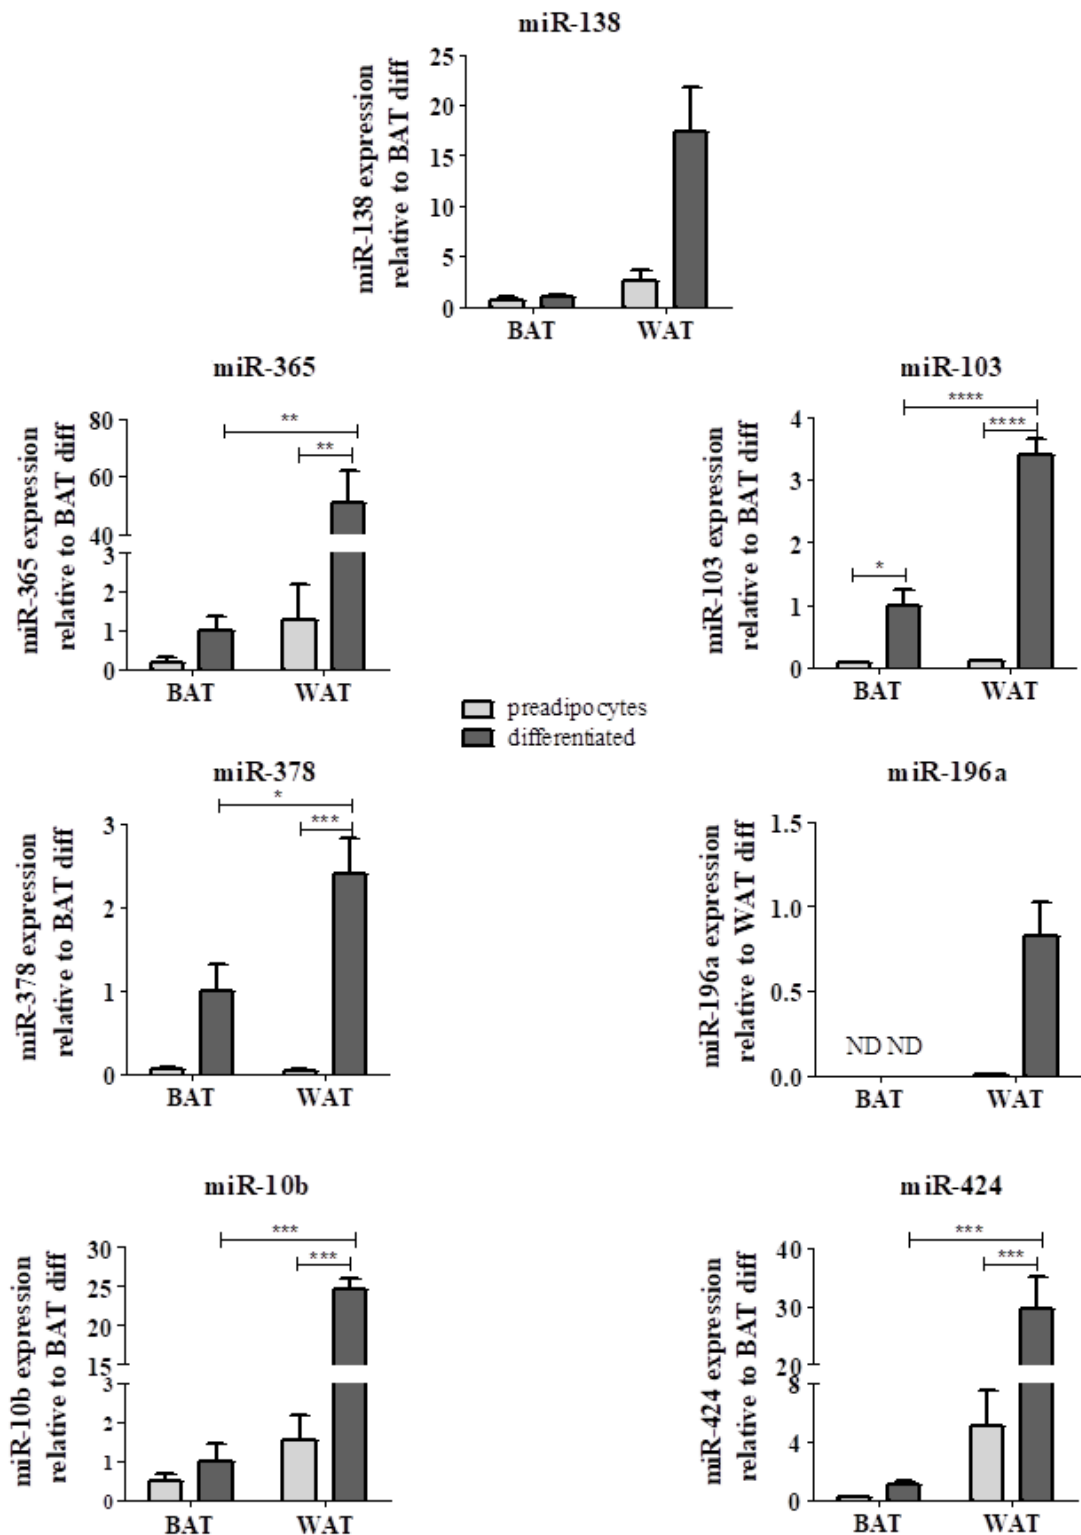 miR-138
miR-138 expression
relative to BAT diff
25
20
15
10
5
0
BAT WAT
miR-365
miR-365 expression
relative to BAT diff
80
60
40
3
2
1
0
**
**
BAT WAT
miR-103
miR-103 expression
relative to BAT diff
4
3
2
1
0
****
****
*
BAT WAT
preadipocytes
differentiated
miR-378
miR-378 expression
relative to BAT diff
3
2
1
0
*
***
BAT WAT
miR-196a
miR-196a expression
relative to WAT diff
1.5
1.0
0.5
0.0
ND ND
BAT WAT
miR-10b
miR-10b expression
relative to BAT diff
30
25
20
15
3
2
1
0
***
***
BAT WAT
miR-424
miR-424 expression
relative to BAT diff
40
30
20
8
4
0
***
***
BAT WAT